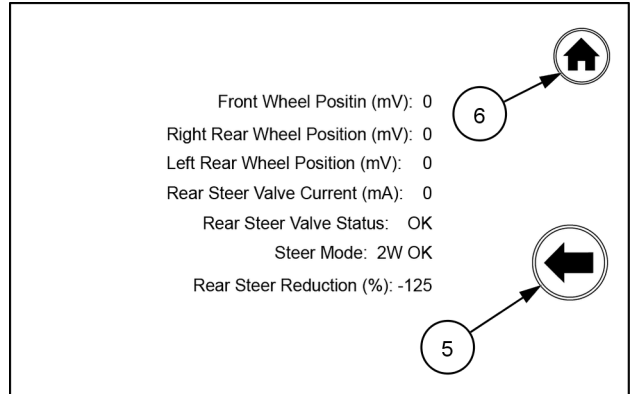 Front Wheel Positin (mV): 0
6
Right Rear Wheel Position (mV): 0
Left Rear Wheel Position (mV): 0
Rear Steer Valve Current (mA): 0
Rear Steer Valve Status: OK
Steer Mode: 2W OK
Rear Steer Reduction (%): -125
5